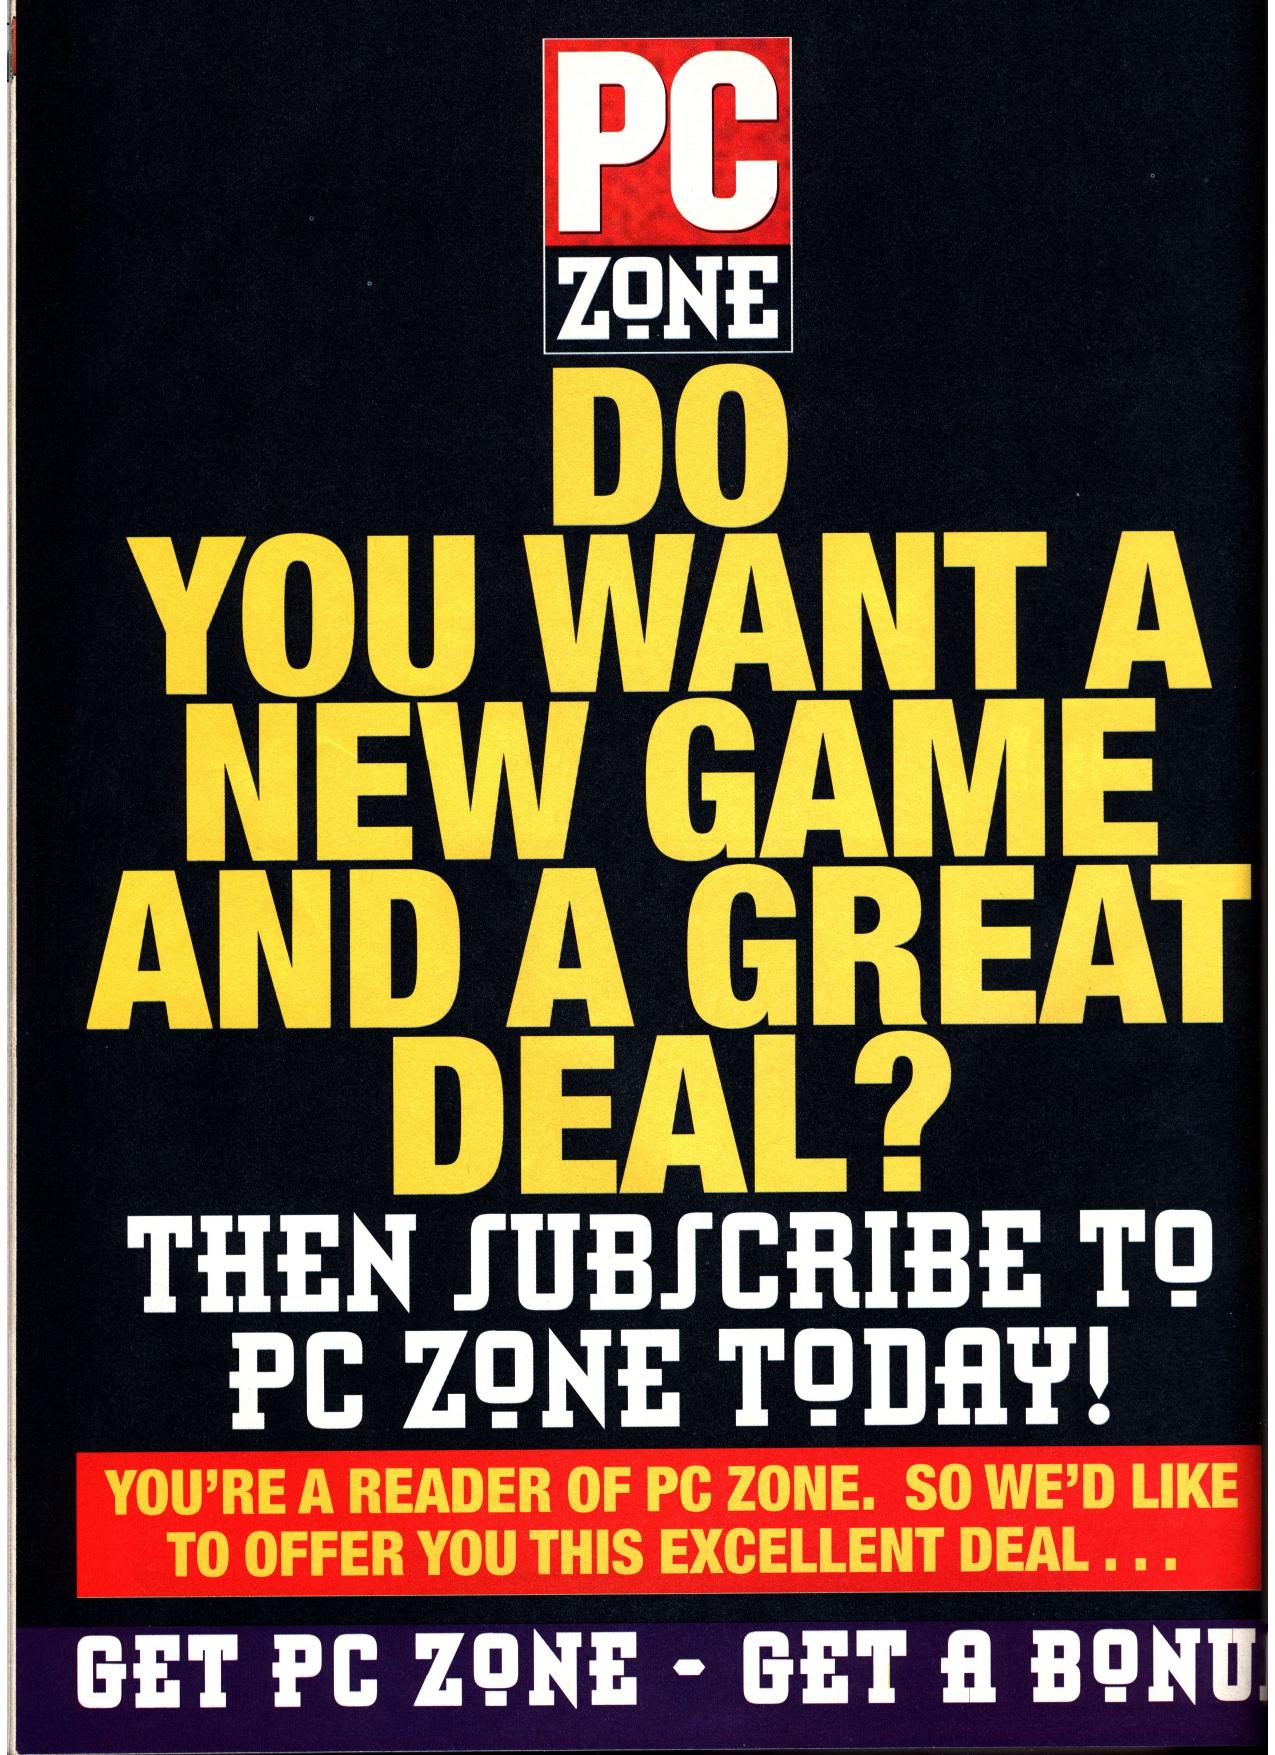 PC
ZONE
DO
YOU WANT A
NEW GAME
AND A GREAT
DEAL?
THEN SUBSCRIBE TO
PC ZONE TODAY!
YOU'RE A READER OF PC ZONE. SO WE'D LIKE
TO OFFER YOU THIS EXCELLENT DEAL . . .
GET PC ZONE - GET A BONU